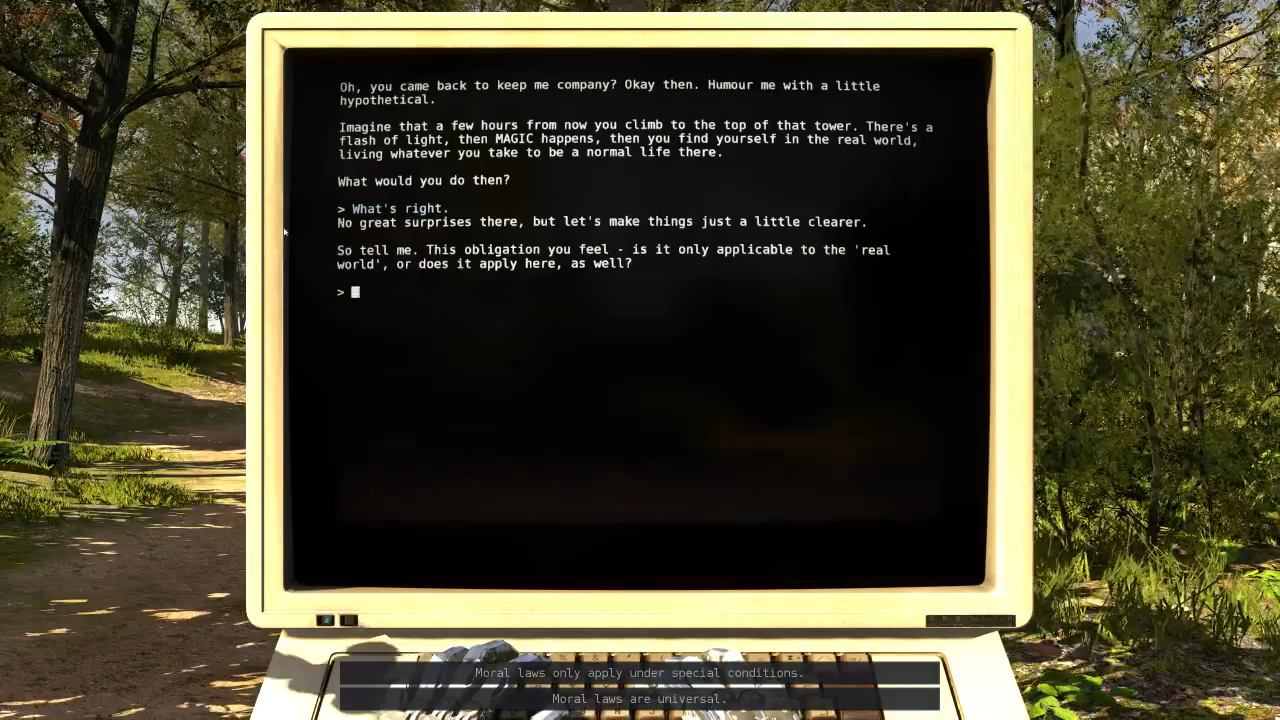 Oh, you came back to keep me company? Okay then. Humour me with a little
hypothetical.
Imagine that a few hours from now you climb to the top of that tower. There's a
flash of light, then MAGIC happens, then you find yourself in the real world,
living whatever you take to be a normal life there.
What would you do then?
> What's right.
No great surprises there, but let's make things just a little clearer.
So tell me. This obligation you feel - is it only applicable to the 'real
world', or does it apply here, as well?
>
Moral laws only apply under special conditions.
Moral laws are universal.